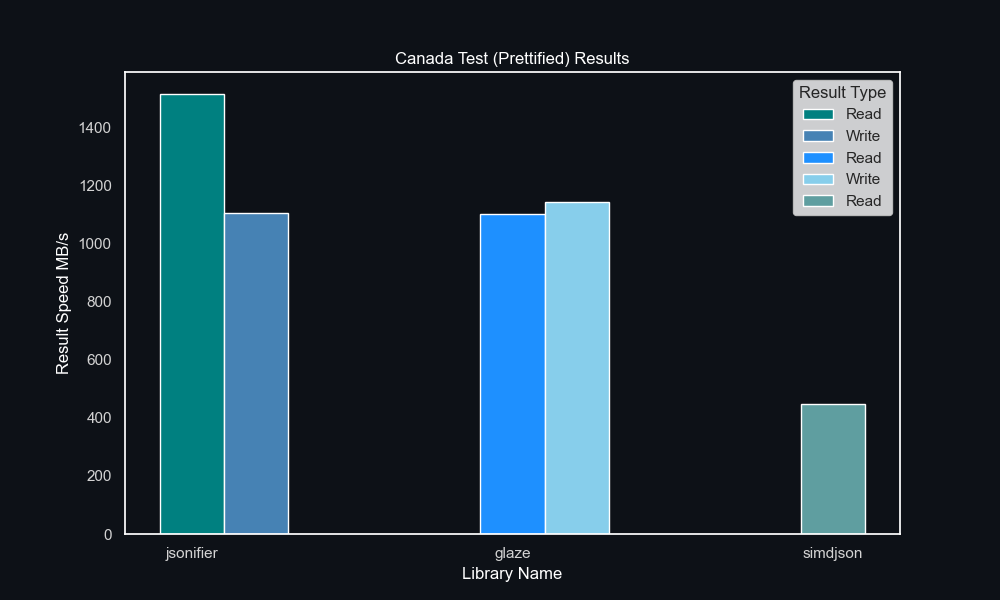 Canada Test (Prettified) Results
Result Type
Read
Write
Read
Write
Read
Result Speed MB/s
1400
1200
1000
800
600
400
200
0
jsonifier
glaze
simdjson
Library Name